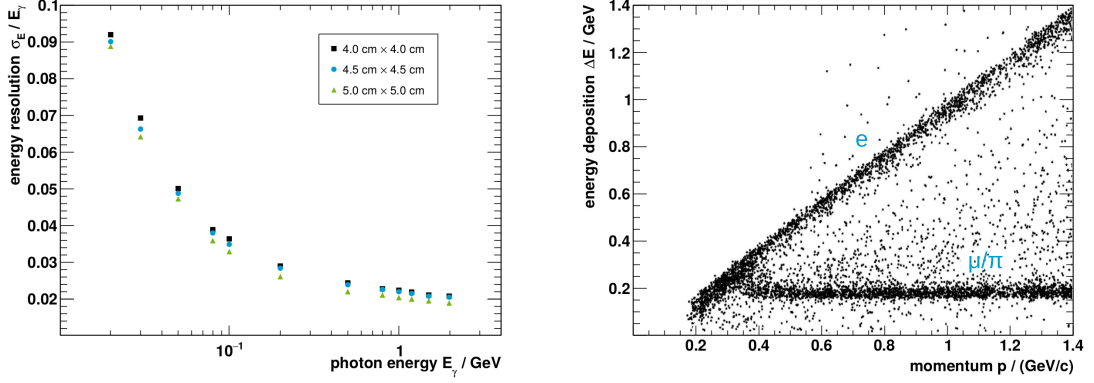 energy resolution σ_E / E_γ
0.1
0.09
0.08
0.07
0.06
0.05
0.04
0.03
0.02
4.0 cm × 4.0 cm
4.5 cm × 4.5 cm
5.0 cm × 5.0 cm
10⁻¹ 1
photon energy E_γ / GeV
energy deposition ΔE / GeV
1.4
1.2
1
0.8
0.6
0.4
0.2
e
μ/π
0.2 0.4 0.6 0.8 1.0 1.2 1.4
momentum p / (GeV/c)